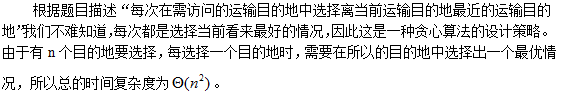 根据题目描述“每次在需访问的运输目的地中选择离当前运输目的地最近的运输目的
地”我们不难知道,每次都是选择当前看来最好的情况,因此这是一种贪心算法的设计策略。
由于有 n 个目的地要选择，每选择一个目的地时，需要在所以的目的地中选择出一个最优情
况，所以总的时间复杂度为 Θ(n²)。